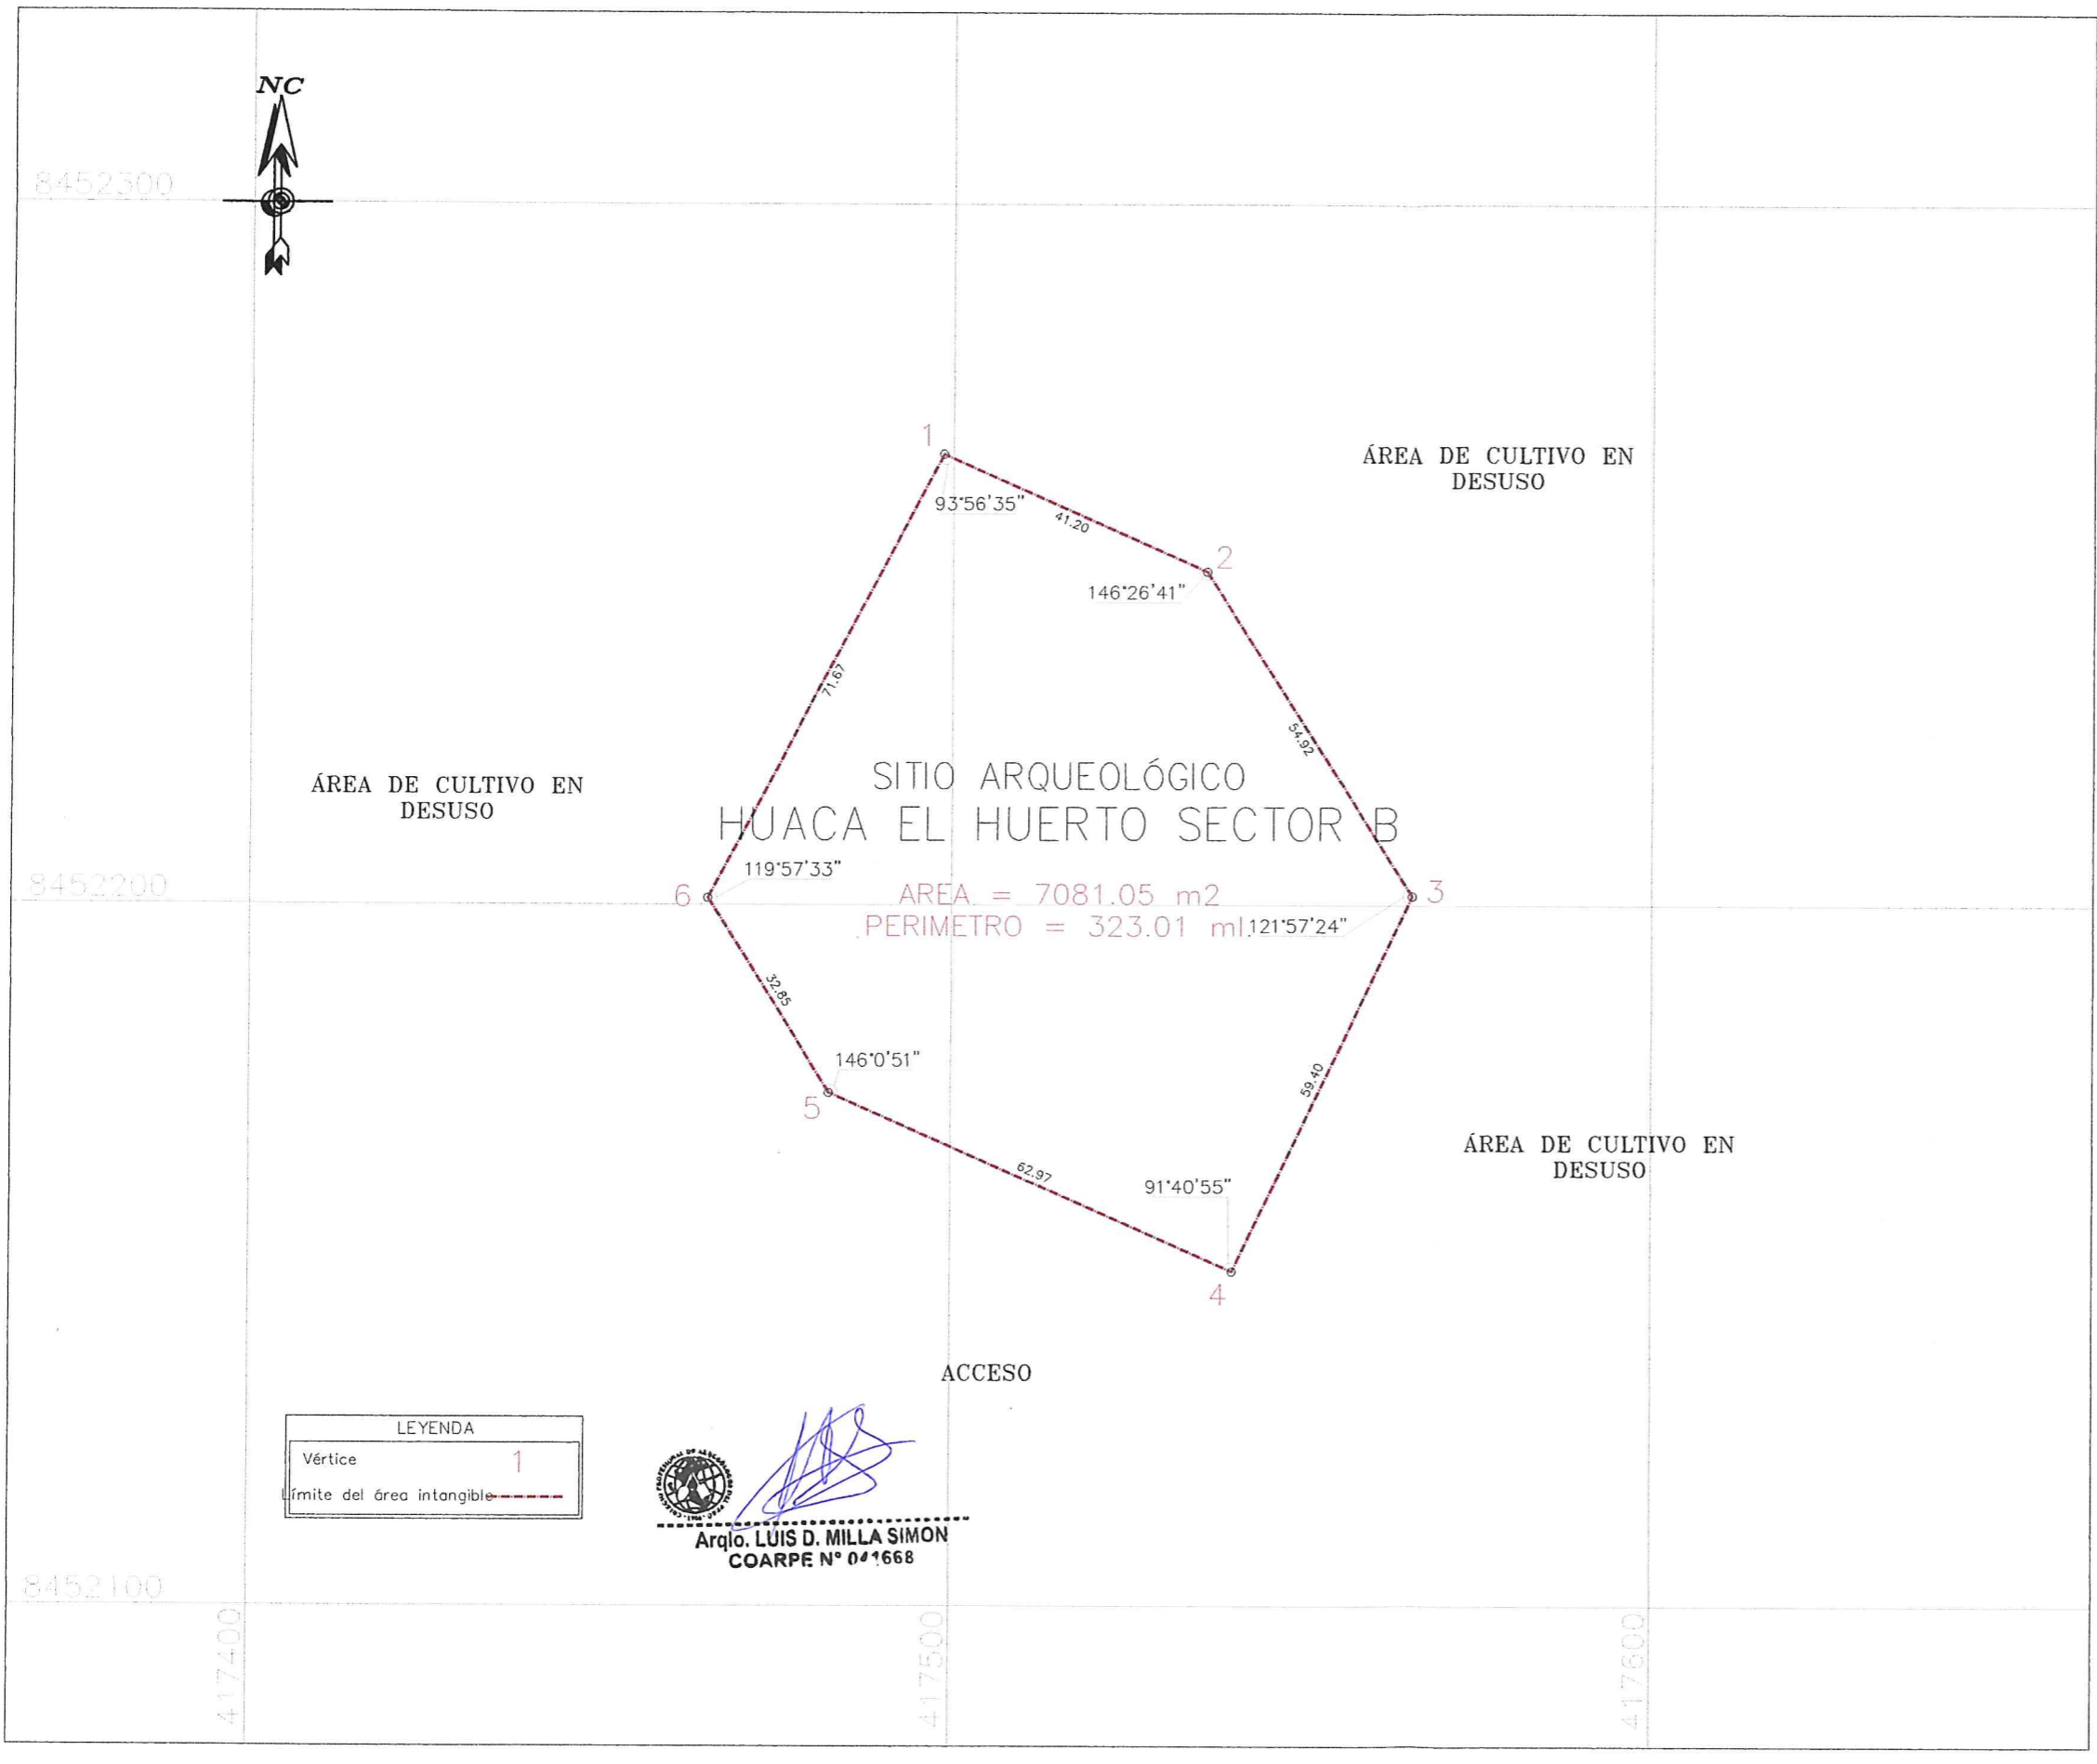 NC
8452300
1
ÁREA DE CULTIVO EN
DESUSO
93°56'35"
41.20
2
146°26'41"
71.67
54.92
SITIO ARQUEOLÓGICO
HUACA EL HUERTO SECTOR B
ÁREA DE CULTIVO EN
DESUSO
119°57'33"
8452200
6
AREA = 7081.05 m2
3
PERIMETRO = 323.01 ml.
121°57'24"
32.85
146°0'51"
5
59.40
ÁREA DE CULTIVO EN
DESUSO
62.97
91°40'55"
4
ACCESO
LEYENDA
Vértice 1
Límite del área intangible
Arqlo. LUIS D. MILLA SIMON
COARPE N° 041668
8452100
417400
417500
417600